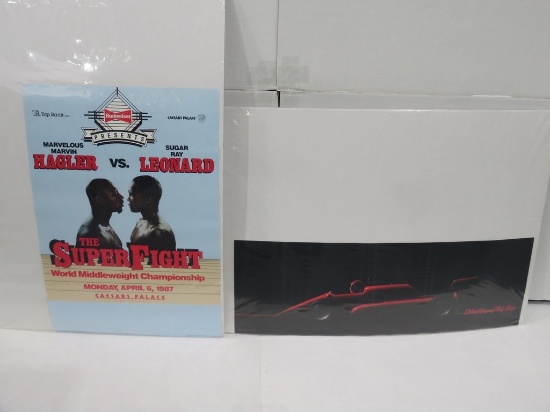 Top Rank
Budweiser
CAESARS PALACE
PRESENTS
MARVELOUS
MARVIN
HAGLER
VS.
SUGAR
RAY
LEONARD
THE
SUPERFIGHT
World Middleweight Championship
MONDAY, APRIL 6, 1987
CAESARS PALACE